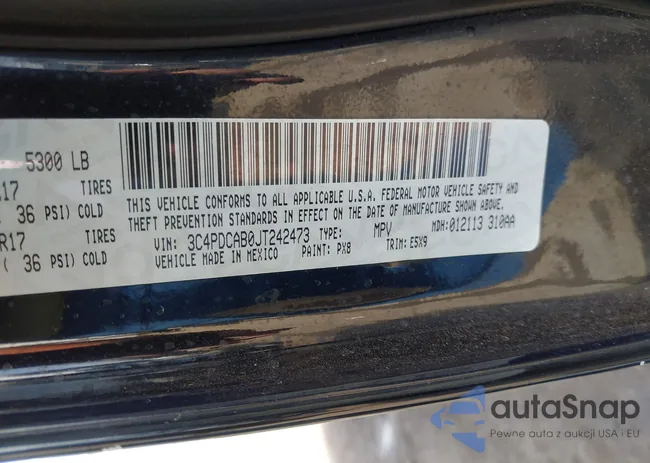 5300 LB
R17 TIRES
36 PSI) COLD
R17 TIRES
( 36 PSI) COLD
THIS VEHICLE CONFORMS TO ALL APPLICABLE U.S.A. FEDERAL MOTOR VEHICLE SAFETY AND
THEFT PREVENTION STANDARDS IN EFFECT ON THE DATE OF MANUFACTURE SHOWN ABOVE.
VIN: 3C4PDCAB0JT242473 TYPE: MPV MDH: 012113 310AA
VEHICLE MADE IN MEXICO PAINT: PX8 TRIM: E5X9
autaSnap
Pewne auta z aukcji USA i EU